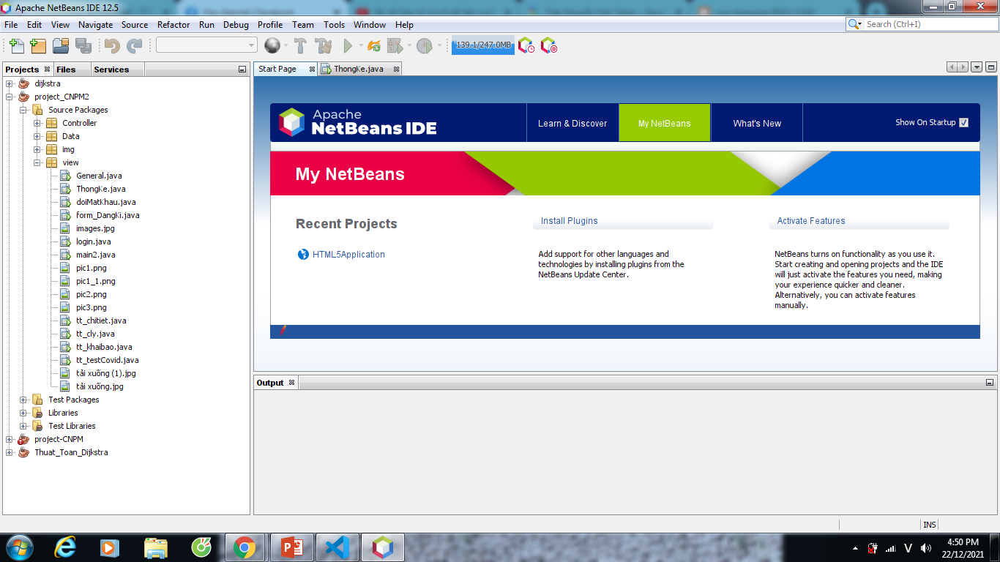 Apache NetBeans IDE 12.5
File Edit View Navigate Source Refactor Run Debug Profile Team Tools Window Help
Search (Ctrl+I)
139.1/247.0MB
Projects Files Services
dijkstra
project_CNPM2
Source Packages
Controller
Data
img
view
General.java
ThongKe.java
doiMatKhau.java
form_DangKi.java
images.jpg
login.java
main2.java
pic1.png
pic1_1.png
pic2.png
pic3.png
tt_chitiet.java
tt_cly.java
tt_khaibao.java
tt_testCovid.java
tải xuống (1).jpg
tải xuống.jpg
Test Packages
Libraries
Test Libraries
project-CNPM
Thuat_Toan_Dijkstra
Start Page ThongKe.java
Apache
NetBeans IDE
Learn & Discover My NetBeans What's New Show On Startup
My NetBeans
Recent Projects
HTML5Application
Install Plugins
Add support for other languages and
technologies by installing plugins from the
NetBeans Update Center.
Activate Features
NetBeans turns on functionality as you use it.
Start creating and opening projects and the IDE
will just activate the features you need, making
your experience quicker and cleaner.
Alternatively, you can activate features
manually.
Output
INS
V
4:50 PM
22/12/2021